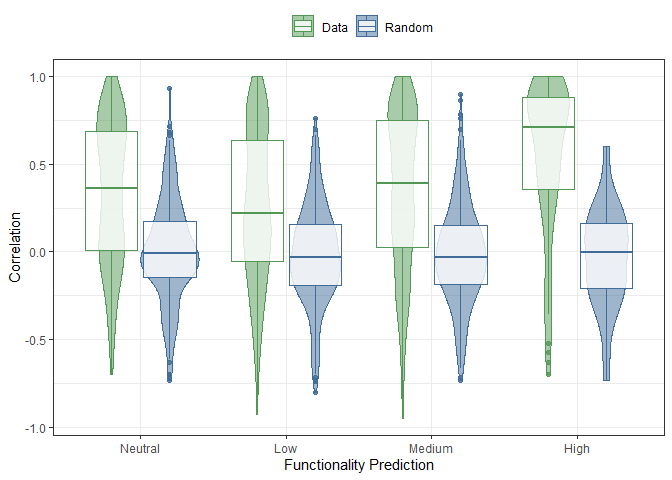 Data Random
1.0
0.5
0.0
-0.5
-1.0
Correlation
Neutral Low Medium High
Functionality Prediction